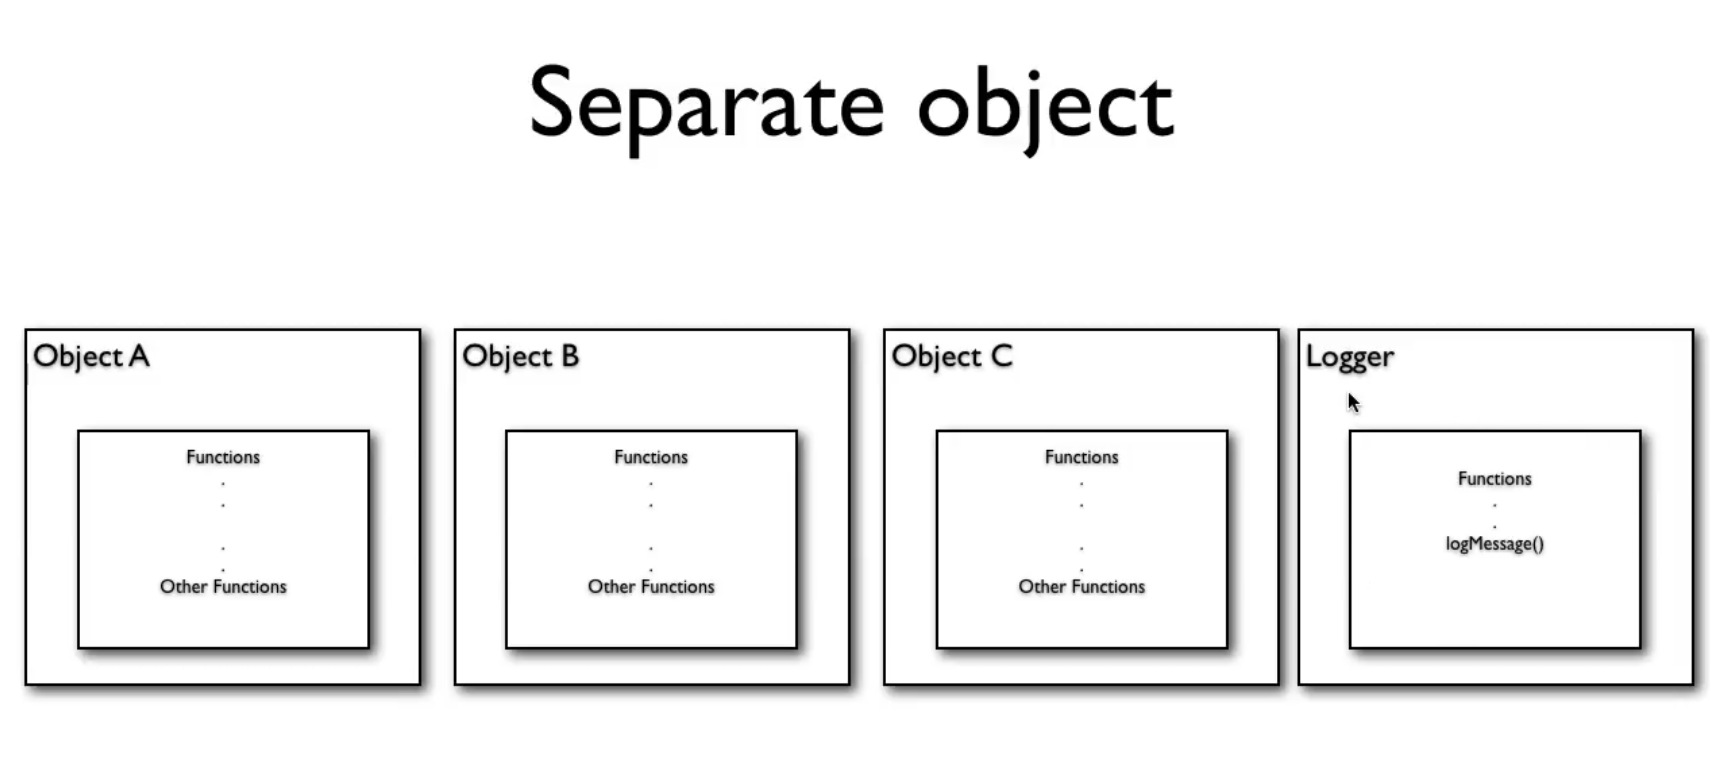 Separate object
Object A
Functions
.
.
.
.
Other Functions
Object B
Functions
.
.
.
.
Other Functions
Object C
Functions
.
.
.
.
Other Functions
Logger
Functions
.
.
logMessage()